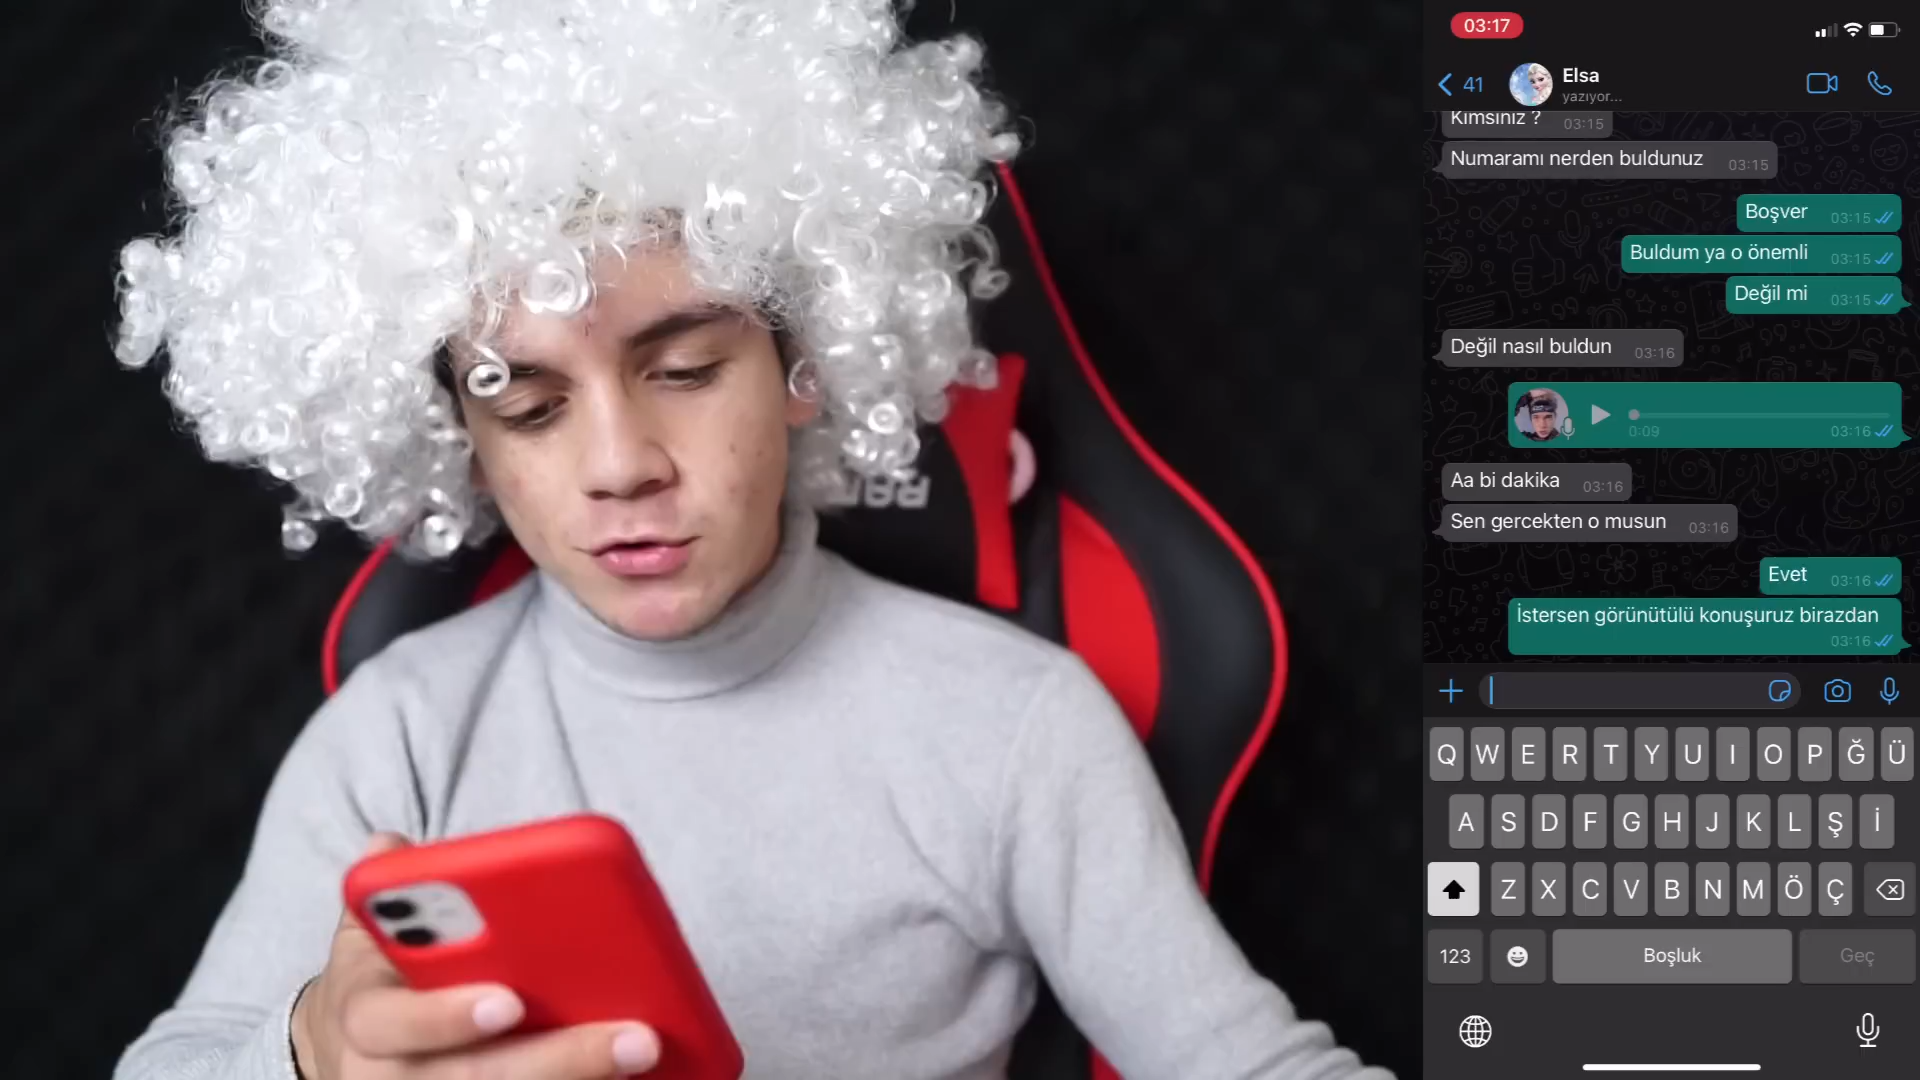 03:17
41
Elsa
yazıyor...
Kimsiniz ? 03:15
Numaramı nerden buldunuz 03:15
Boşver 03:15
Buldum ya o önemli 03:15
Değil mi 03:15
Değil nasıl buldun 03:16
0:09 03:16
Aa bi dakika 03:16
Sen gercekten o musun 03:16
Evet 03:16
İstersen görünütülü konuşuruz birazdan
03:16
Q W E R T Y U I O P Ğ Ü
A S D F G H J K L Ş İ
Z X C V B N M Ö Ç
123 Boşluk Geç